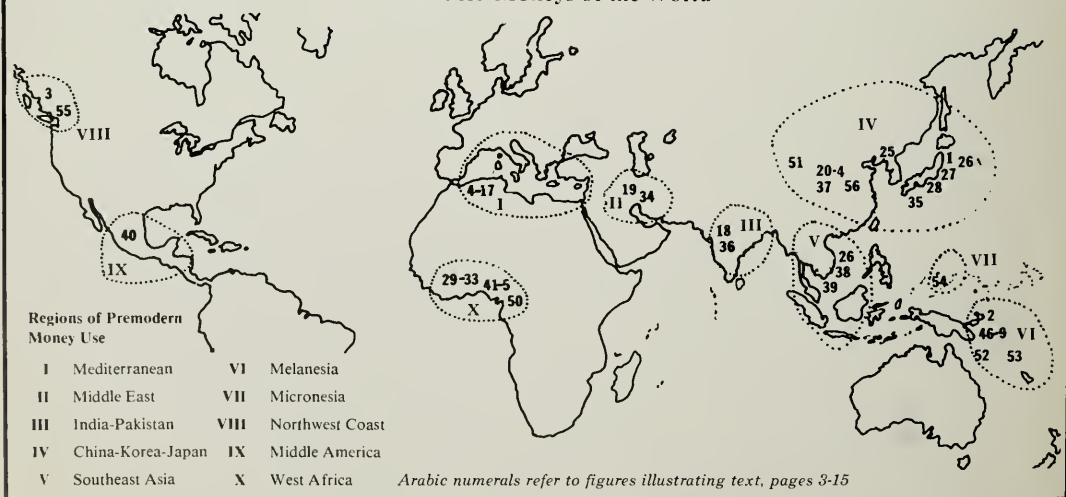 Moneys of the World
3
55
VIII
40
IX
4-17
I
19
34
II
18
III
36
29-33
41-5
50
X
IV
51
25
20-4
37
56
1
26
27
28
35
V
26
38
39
VII
54
2
46-9
VI
52
53
Regions of Premodern
Money Use
I Mediterranean VI Melanesia
II Middle East VII Micronesia
III India-Pakistan VIII Northwest Coast
IV China-Korea-Japan IX Middle America
V Southeast Asia X West Africa
Arabic numerals refer to figures illustrating text, pages 3-15